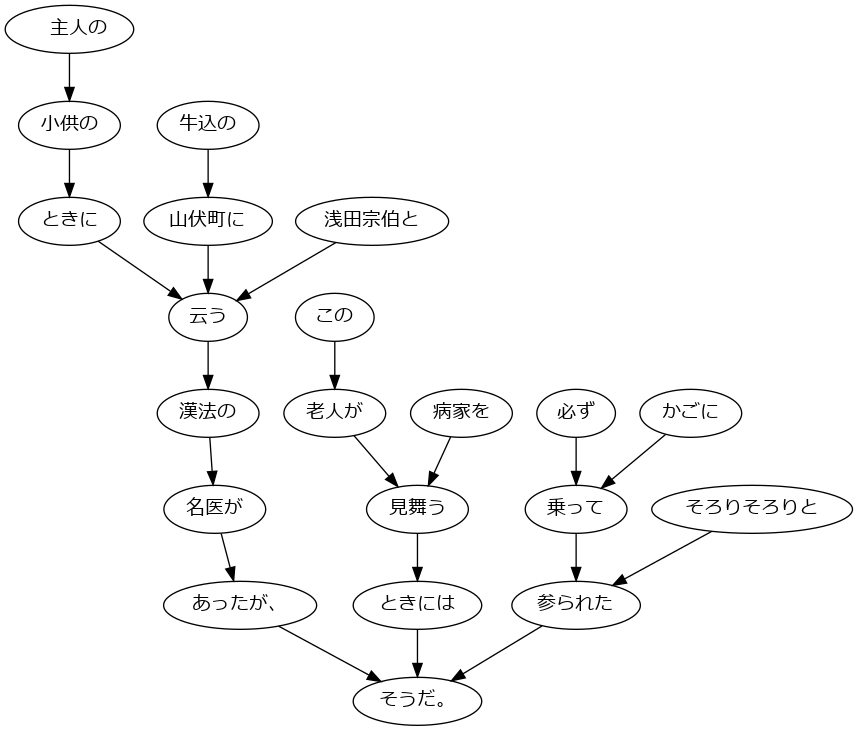 主人の
小供の
牛込の
ときに
山伏町に
浅田宗伯と
云う
この
漢法の
老人が
病家を
必ず
かごに
名医が
見舞う
乗って
そろりそろりと
あったが、
ときには
参られた
そうだ。